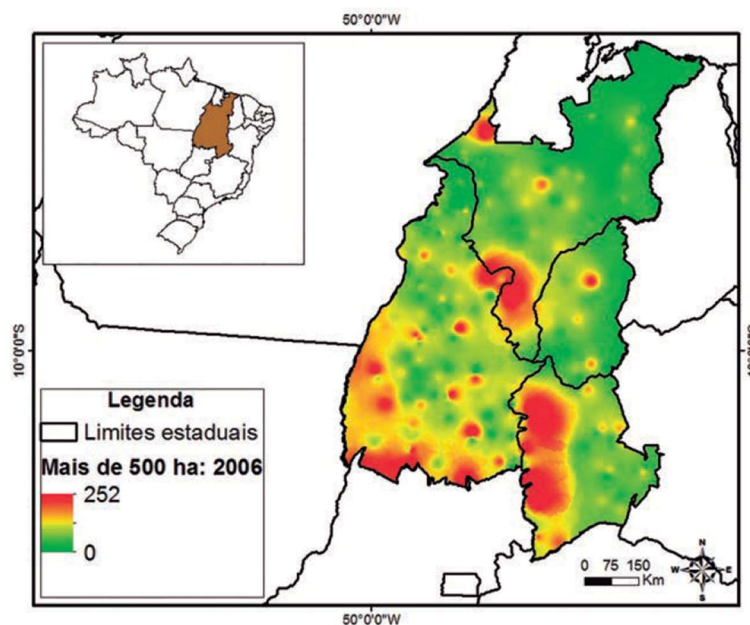 50°0'0"W
10°0'0"S
Legenda
Limites estaduais
Mais de 500 ha: 2006
252
0
0 75 150
Km
N
W E
S
50°0'0"W